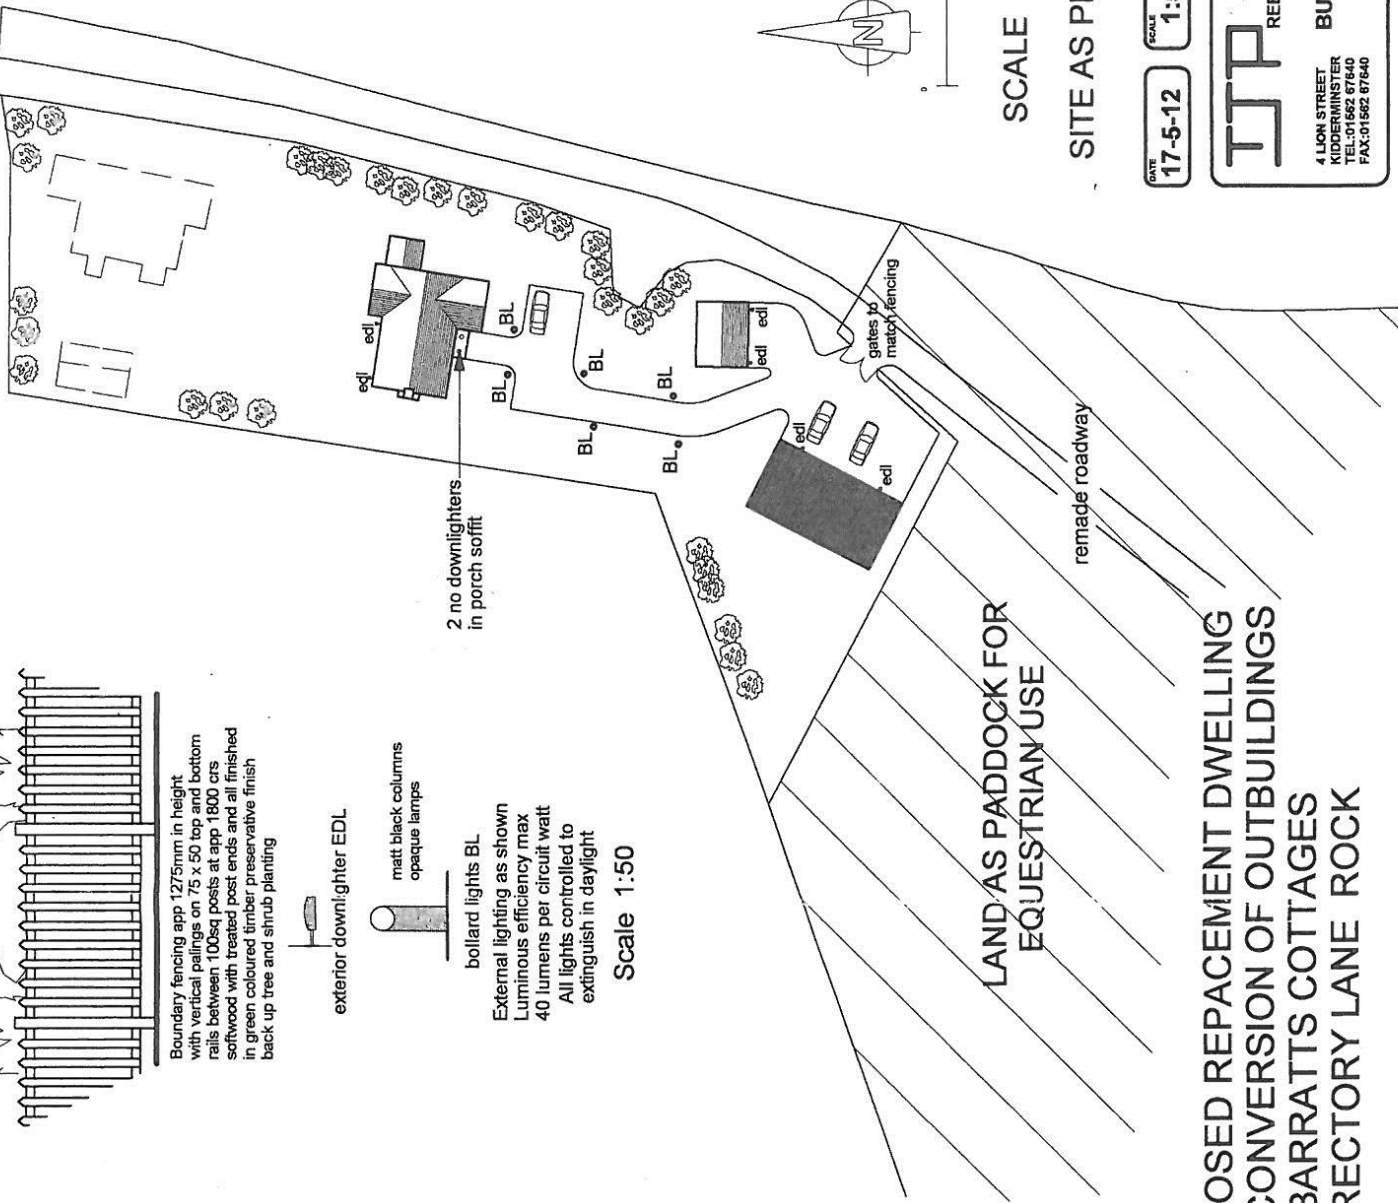 Boundary fencing app 1275mm in height
with vertical palings on 75 x 50 top and bottom
rails between 100sq posts at app 1800 crs
softwood with treated post ends and all finished
in green coloured timber preservative finish
back up tree and shrub planting
exterior downlighter EDL
matt black columns
opaque lamps
bollard lights BL
External lighting as shown
Luminous efficiency max
40 lumens per circuit watt
All lights controlled to
extinguish in daylight
Scale 1:50
2 no downlighters
in porch soffit
edl
edl
BL
BL
BL
BL
BL
BL
edl
edl
edl
edl
gates to
match fencing
remade roadway
LAND AS PADDOCK FOR
EQUESTRIAN USE
N
0
SCALE
SITE AS P
DATE
17-5-12
SCALE
1:
TJP
REE
4 LION STREET
KIDDERMINSTER
TEL:01562 67640
FAX:01562 67640
BU
OSED REPACEMENT DWELLING
CONVERSION OF OUTBUILDINGS
BARRATTS COTTAGES
RECTORY LANE ROCK